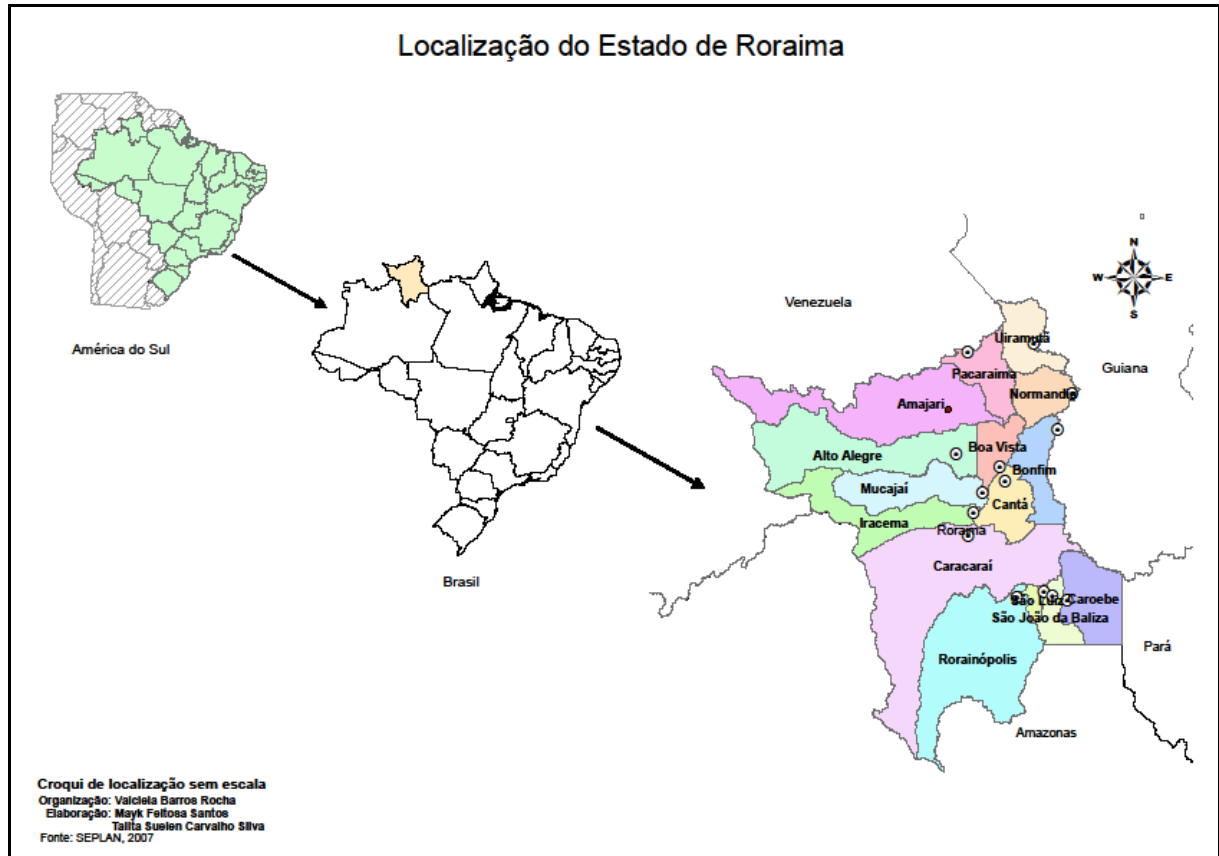 Localização do Estado de Roraima
América do Sul
Brasil
N
W
E
S
Venezuela
Guiana
Uiramutã
Pacaraima
Normandia
Amajari
Boa Vista
Alto Alegre
Bonfim
Mucajaí
Cantá
Iracema
Roraima
Caracaraí
São Luiz
Caroebe
São João da Baliza
Pará
Rorainópolis
Amazonas
Croqui de localização sem escala
Organização: Valciela Barros Rocha
Elaboração: Mayk Feitosa Santos
Talita Suelen Carvalho Silva
Fonte: SEPLAN, 2007